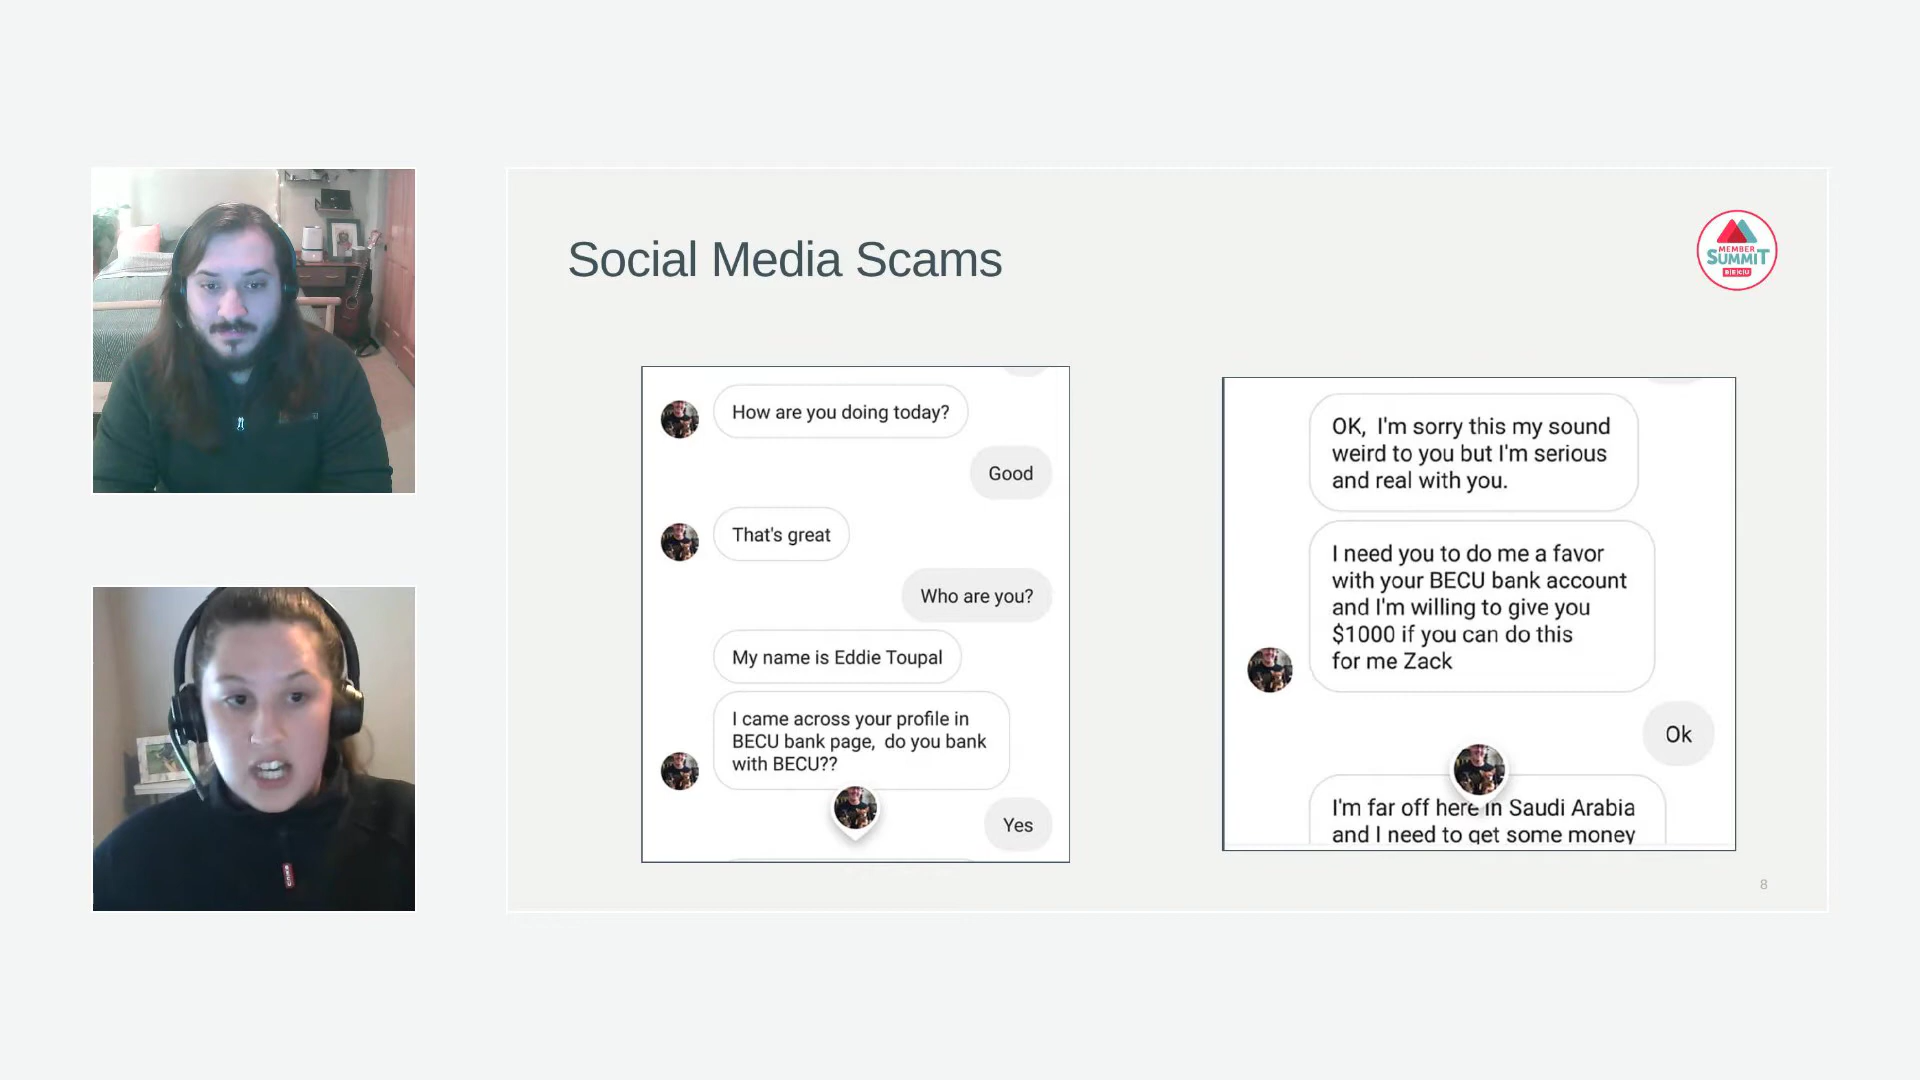 Social Media Scams
MEMBER
SUMMIT
BECU
How are you doing today?
Good
That's great
Who are you?
My name is Eddie Toupal
I came across your profile in
BECU bank page, do you bank
with BECU??
Yes
OK, I'm sorry this my sound
weird to you but I'm serious
and real with you.
I need you to do me a favor
with your BECU bank account
and I'm willing to give you
$1000 if you can do this
for me Zack
Ok
I'm far off here in Saudi Arabia
and I need to get some money
8